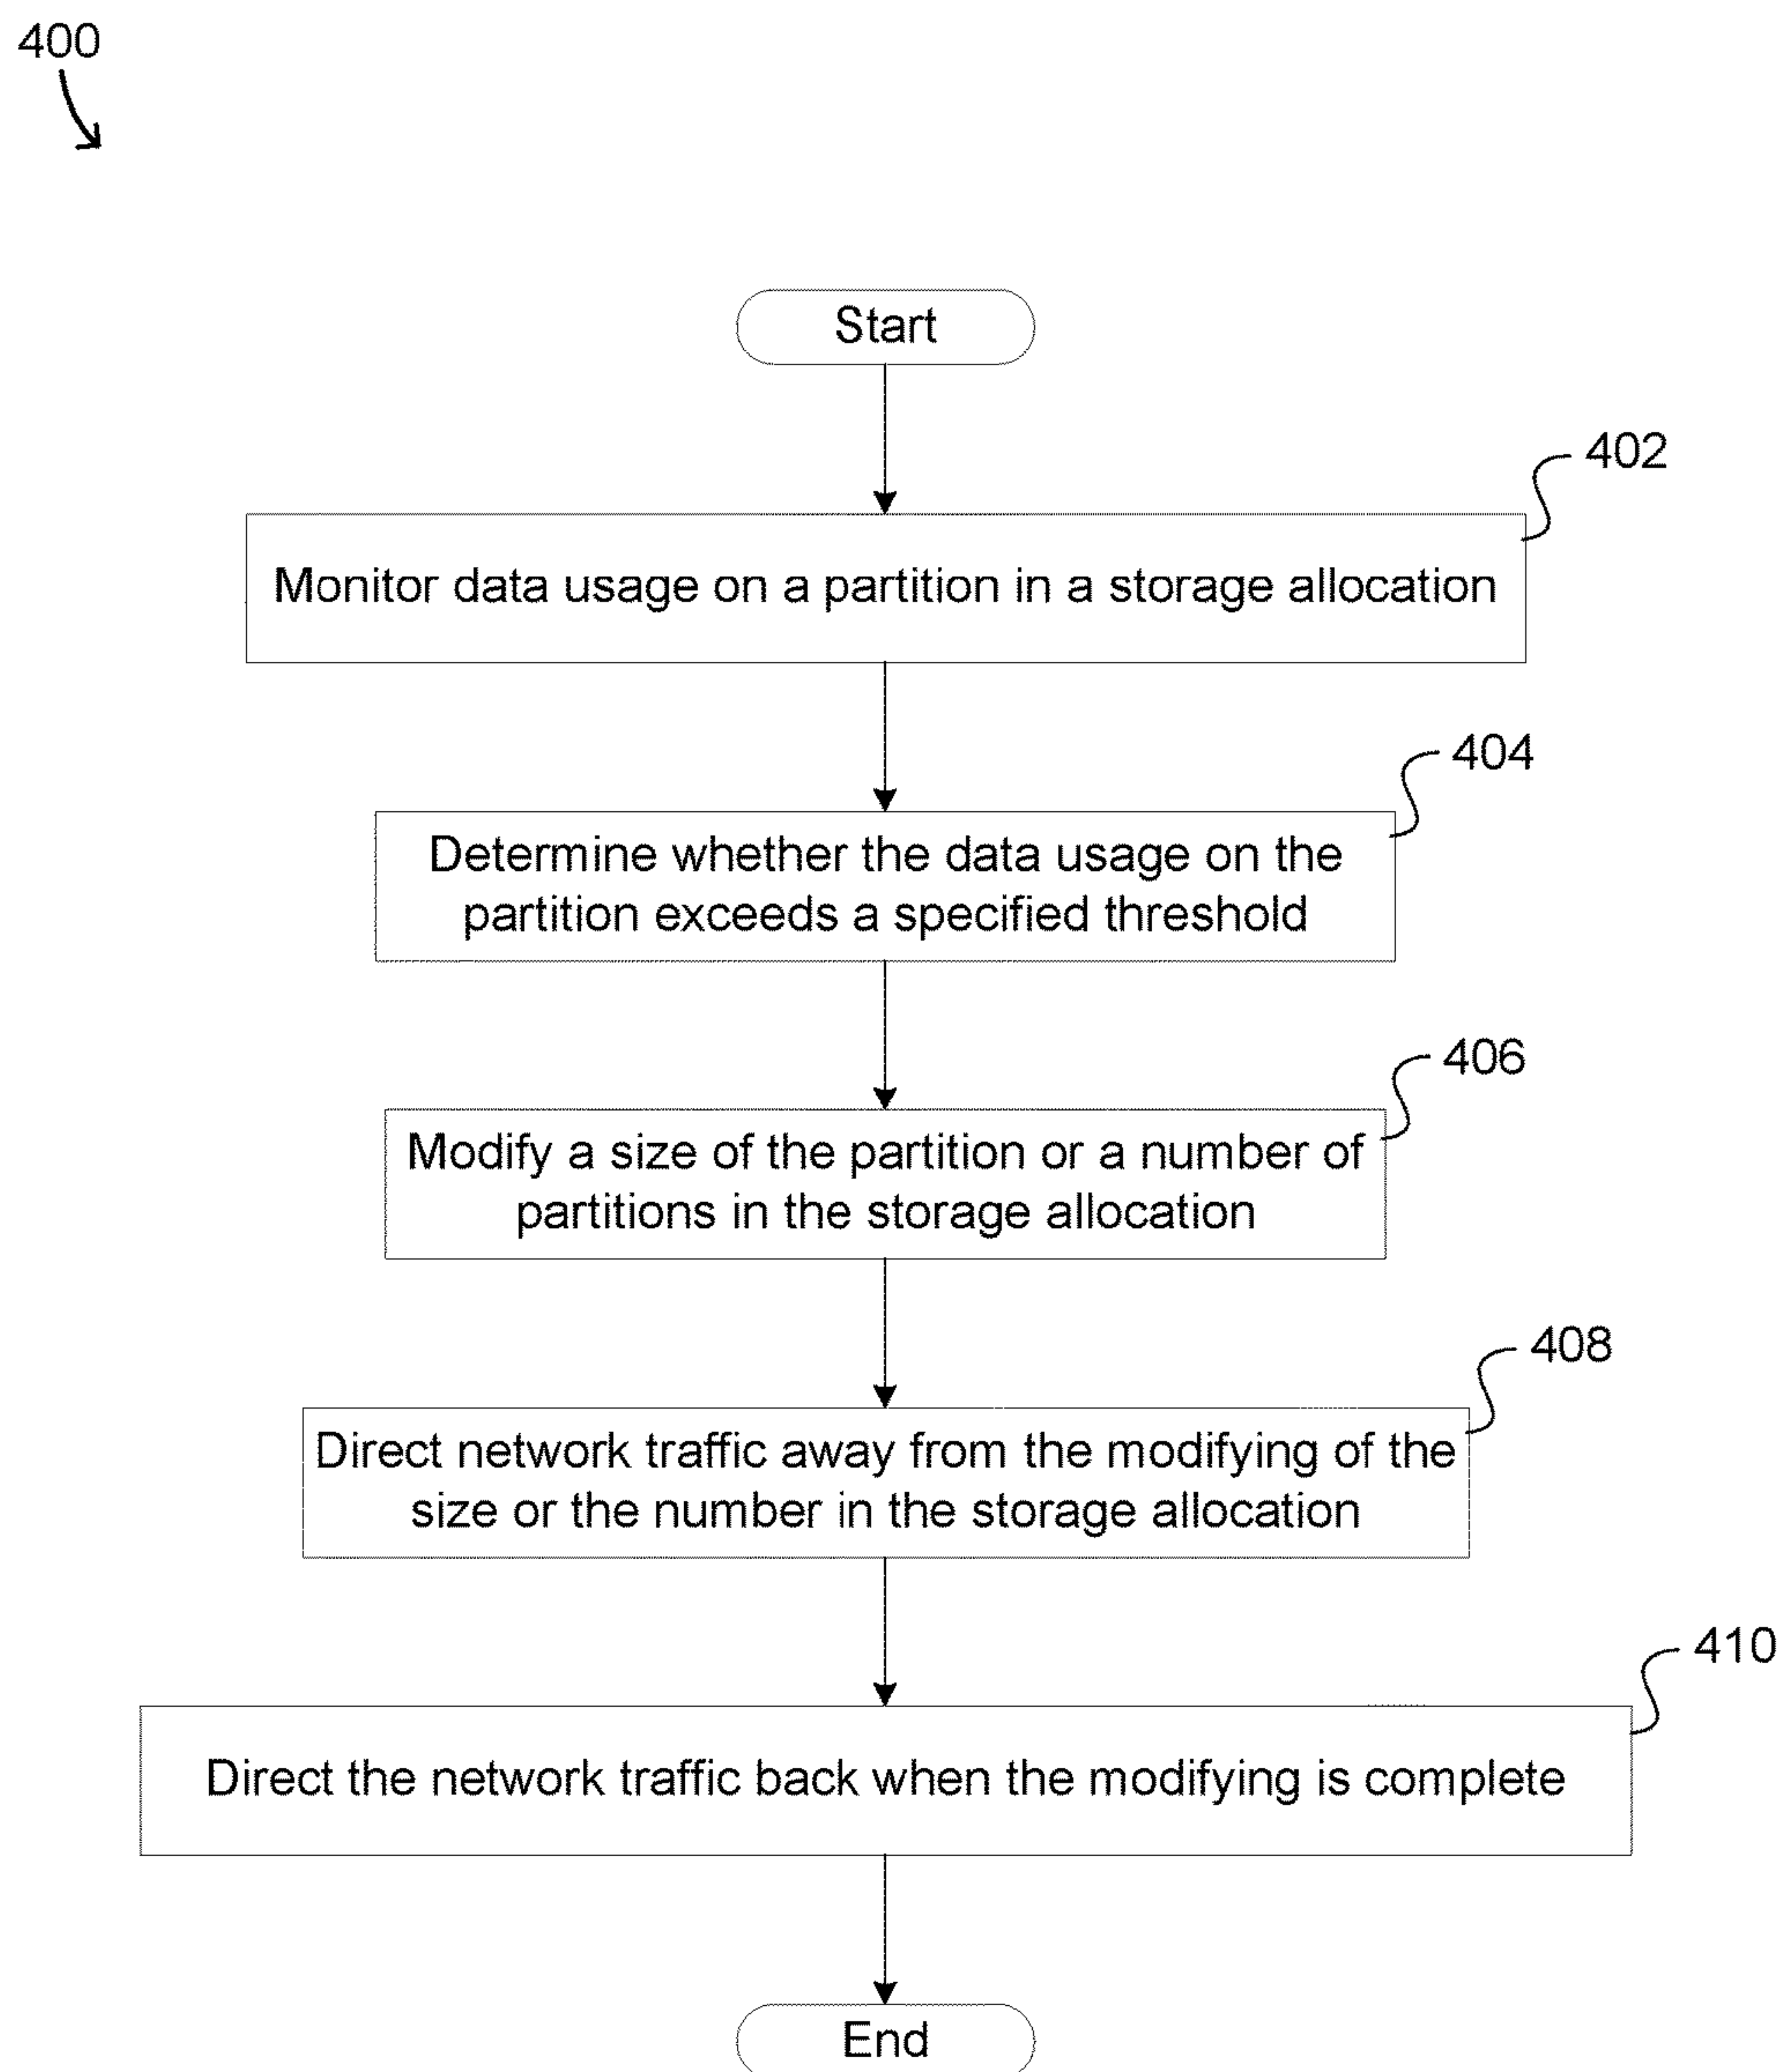 400
Start
402
Monitor data usage on a partition in a storage allocation
404
Determine whether the data usage on the
partition exceeds a specified threshold
406
Modify a size of the partition or a number of
partitions in the storage allocation
408
Direct network traffic away from the modifying of the
size or the number in the storage allocation
410
Direct the network traffic back when the modifying is complete
End